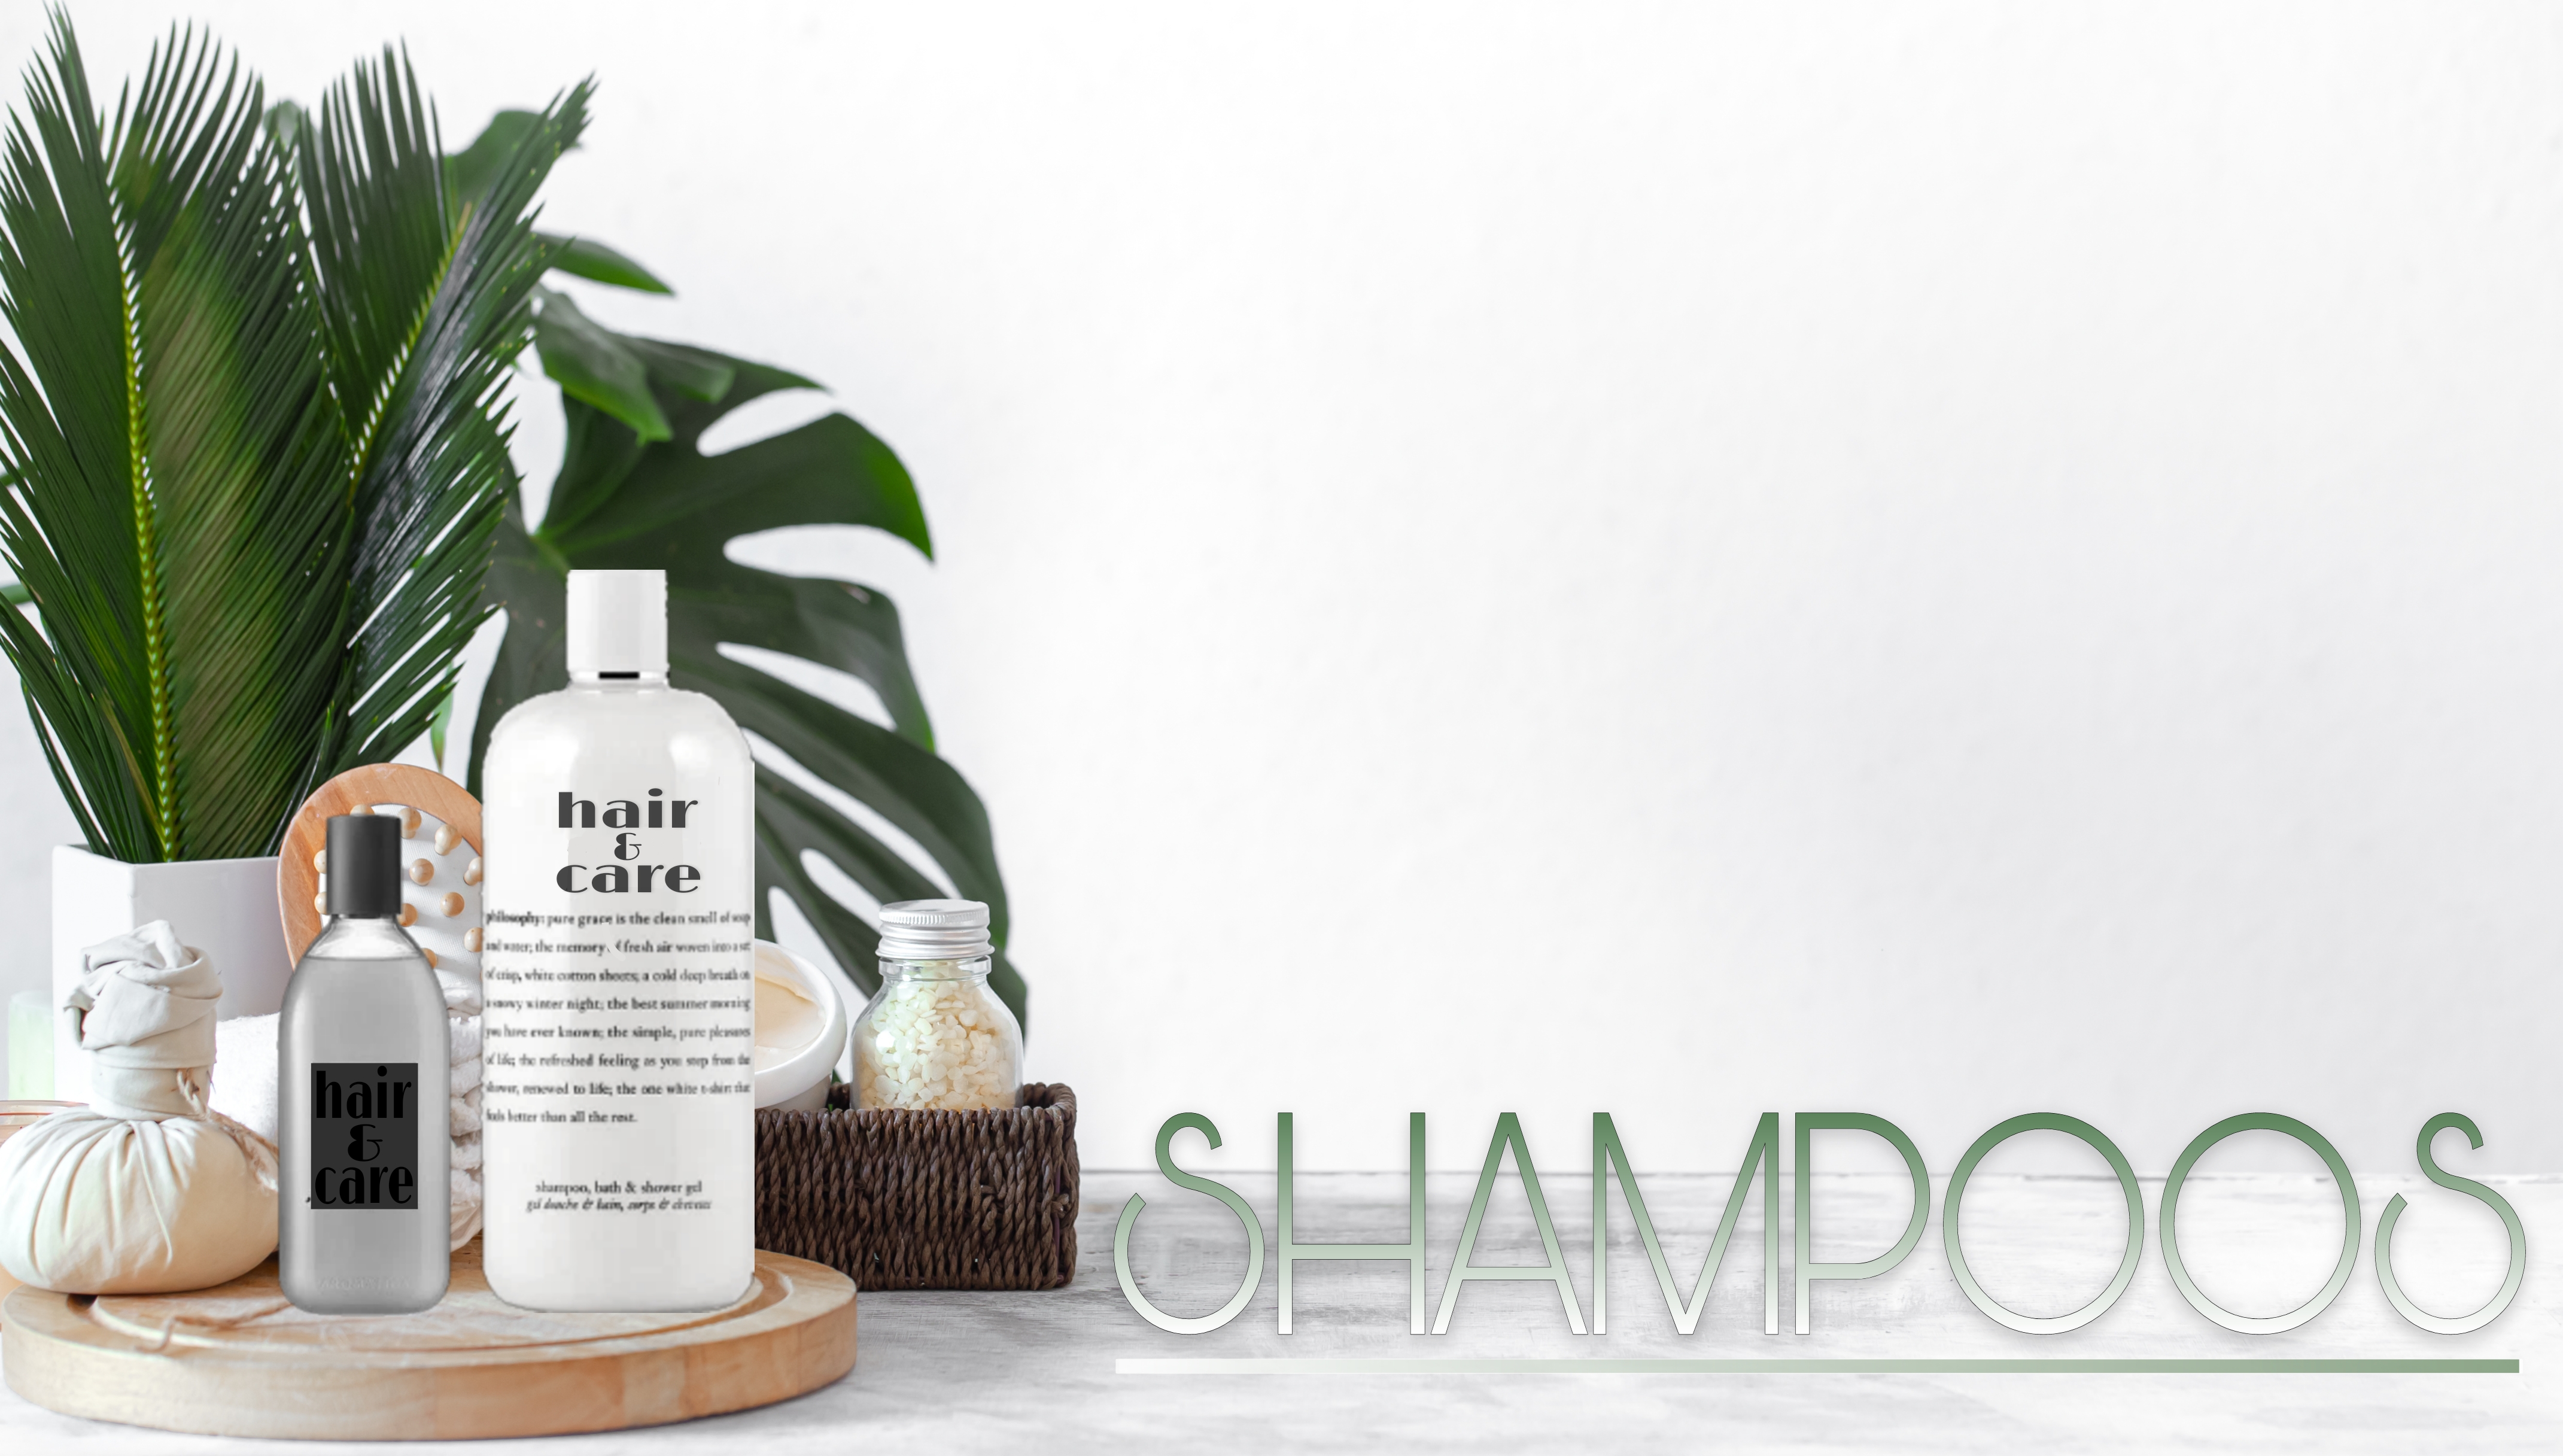 hair
&
care
philosophy: pure grace is the clean smell of soap
and water; the memory. fresh air woven into a
of crisp, white cotton sheets; a cold deep breath on
a snowy winter night; the best summer morning
you have ever known; the simple, pure pleasures
of life; the refreshed feeling as you step from the
shower, renewed to life; the one white t-shirt that
feels better than all the rest.
shampoo, bath & shower gel
gel douche & bain, corps & cheveux
hair
&
care
SHAMPOOS